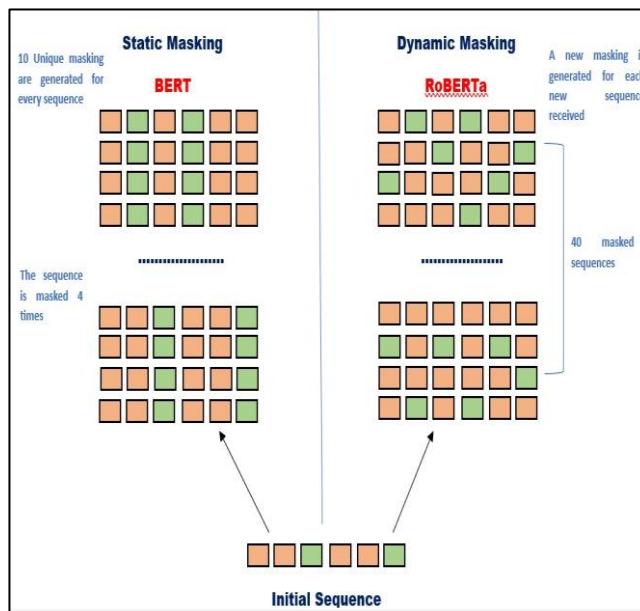 Static Masking
10 Unique masking
are generated for
every sequence
BERT
The sequence
is masked 4
times
Dynamic Masking
RoBERTa
A new masking i
generated for each
new sequenc
received
40 masked
sequences
Initial Sequence